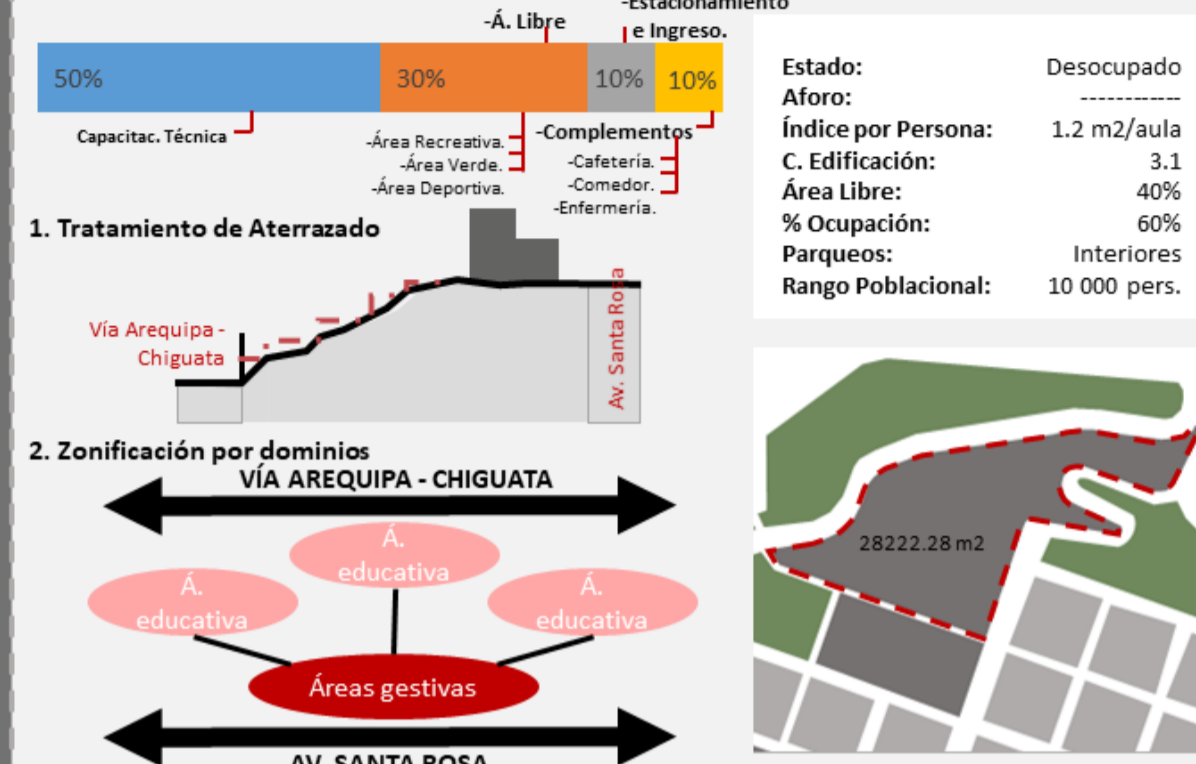 -Estacionamiento
e Ingreso.
-Á. Libre
50%
30%
10%
10%
Capacitac. Técnica
-Área Recreativa.
-Área Verde.
-Área Deportiva.
-Complementos
-Cafetería.
-Comedor.
-Enfermería.
Estado: Desocupado
Aforo: ------------
Índice por Persona: 1.2 m2/aula
C. Edificación: 3.1
Área Libre: 40%
% Ocupación: 60%
Parqueos: Interiores
Rango Poblacional: 10 000 pers.
1. Tratamiento de Aterrazado
Vía Arequipa -
Chiguata
Av. Santa Rosa
2. Zonificación por dominios
VÍA AREQUIPA - CHIGUATA
Á.
educativa
Á.
educativa
Á.
educativa
Áreas gestivas
AV. SANTA ROSA
28222.28 m2